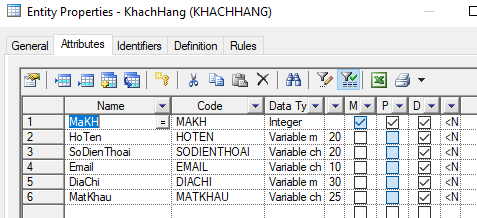 Entity Properties - KhachHang (KHACHHANG)
General Attributes Identifiers Definition Rules
Name Code Data Ty M P D
1 MaKH = MAKH Integer <N
2 HoTen HOTEN Variable m 20 <N
3 SoDienThoai SODIENTHOAI Variable ch 20 <N
4 Email EMAIL Variable ch 10 <N
5 DiaChi DIACHI Variable m 30 <N
6 MatKhau MATKHAU Variable ch 25 <N